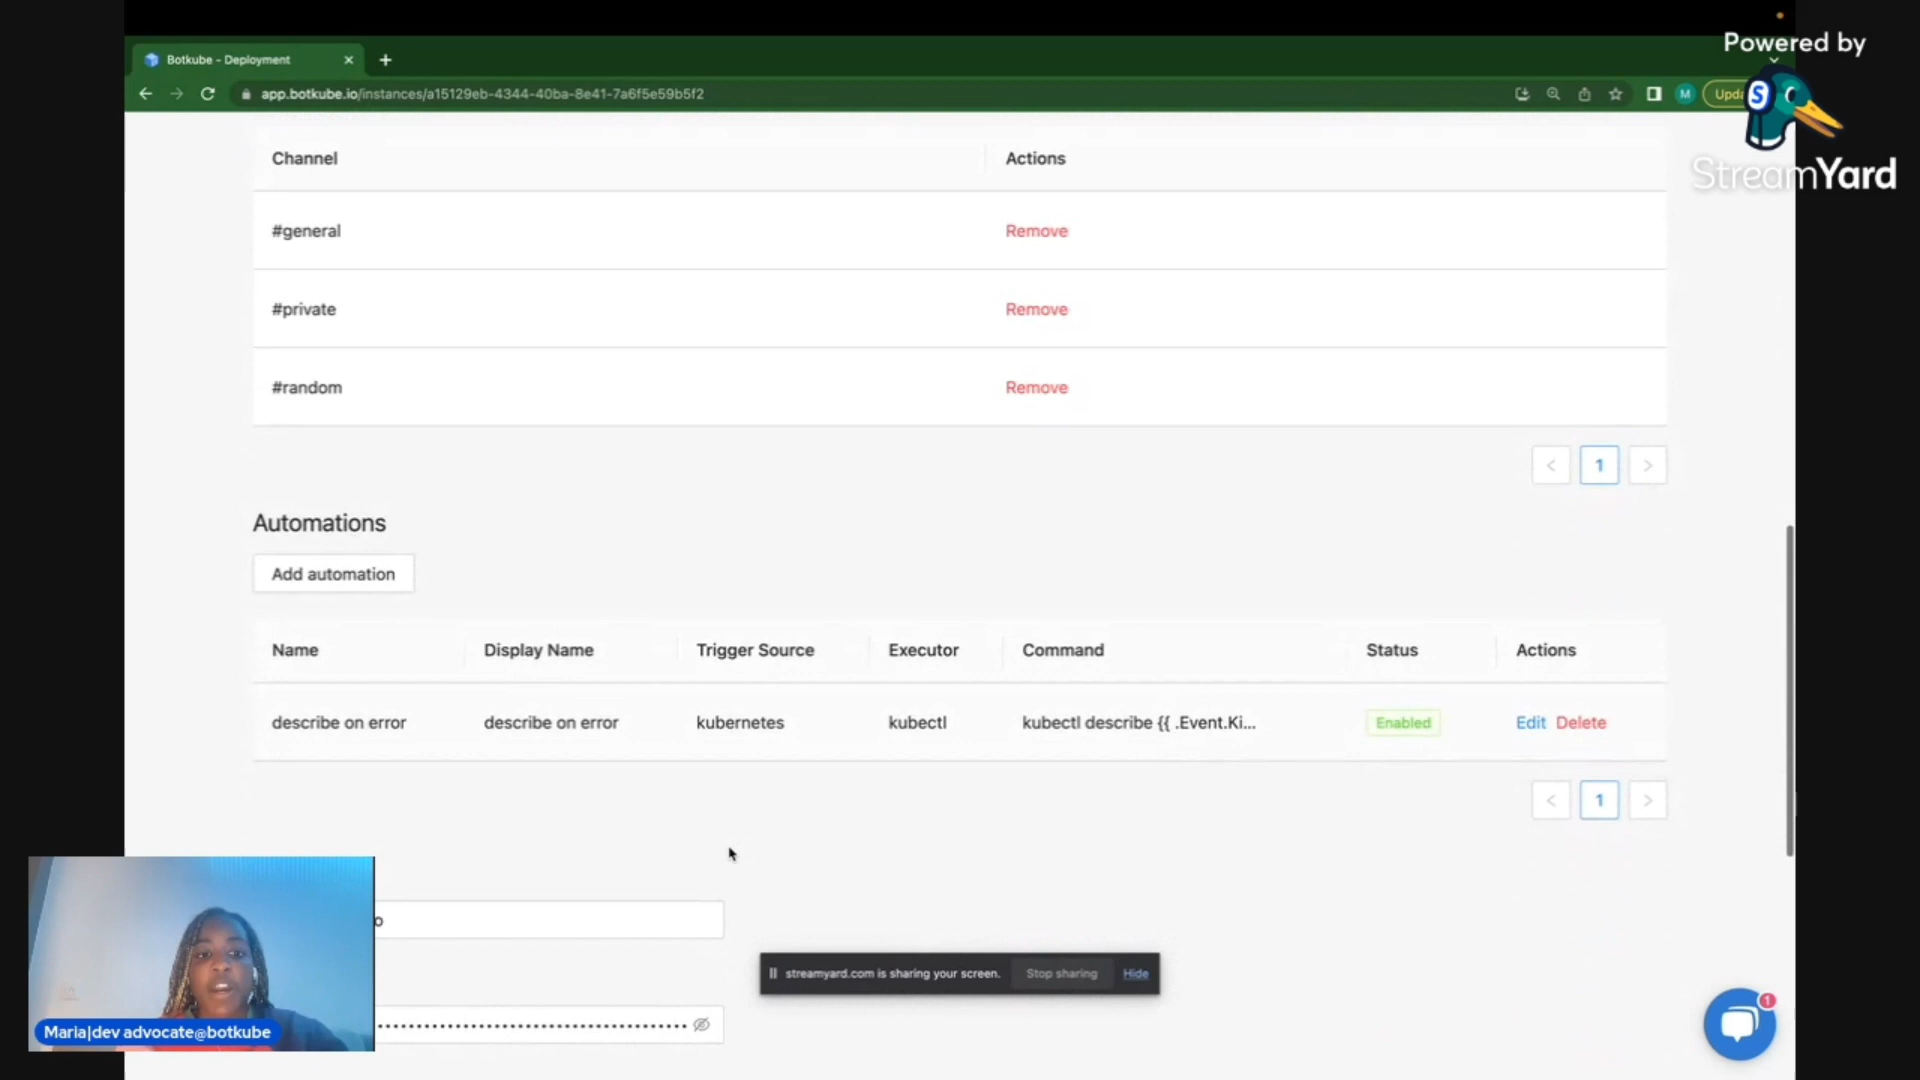 Powered by
StreamYard
Botkube - Deployment
app.botkube.io/instances/a15129eb-4344-40ba-8e41-7a6f5e59b5f2
M
Upda
S
Channel
Actions
#general
Remove
#private
Remove
#random
Remove
< 1 >
Automations
Add automation
Name Display Name Trigger Source Executor Command Status Actions
describe on error describe on error kubernetes kubectl kubectl describe {{ .Event.Ki... Enabled Edit Delete
< 1 >
o
streamyard.com is sharing your screen. Stop sharing Hide
1
Maria|dev advocate@botkube